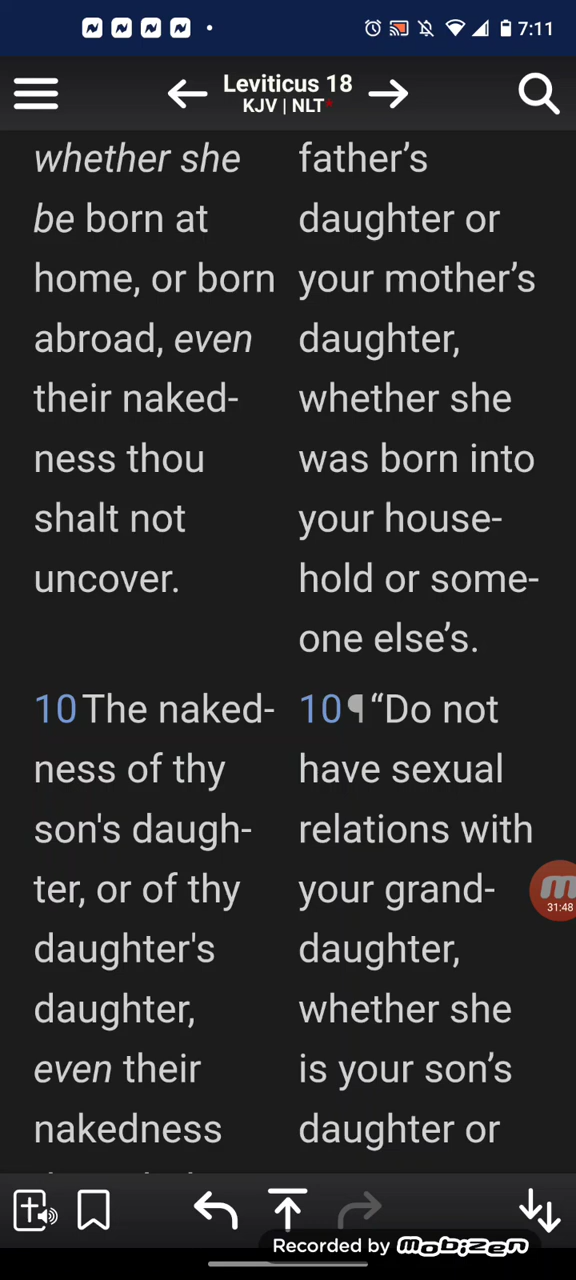 7:11
Leviticus 18
KJV | NLT*
whether she
be born at
home, or born
abroad, even
their naked-
ness thou
shalt not
uncover.
10 The naked-
ness of thy
son's daugh-
ter, or of thy
daughter's
daughter,
even their
nakedness
father’s
daughter or
your mother’s
daughter,
whether she
was born into
your house-
hold or some-
one else’s.
10 ¶ “Do not
have sexual
relations with
your grand-
daughter,
whether she
is your son’s
daughter or
31:48
Recorded by mobizen